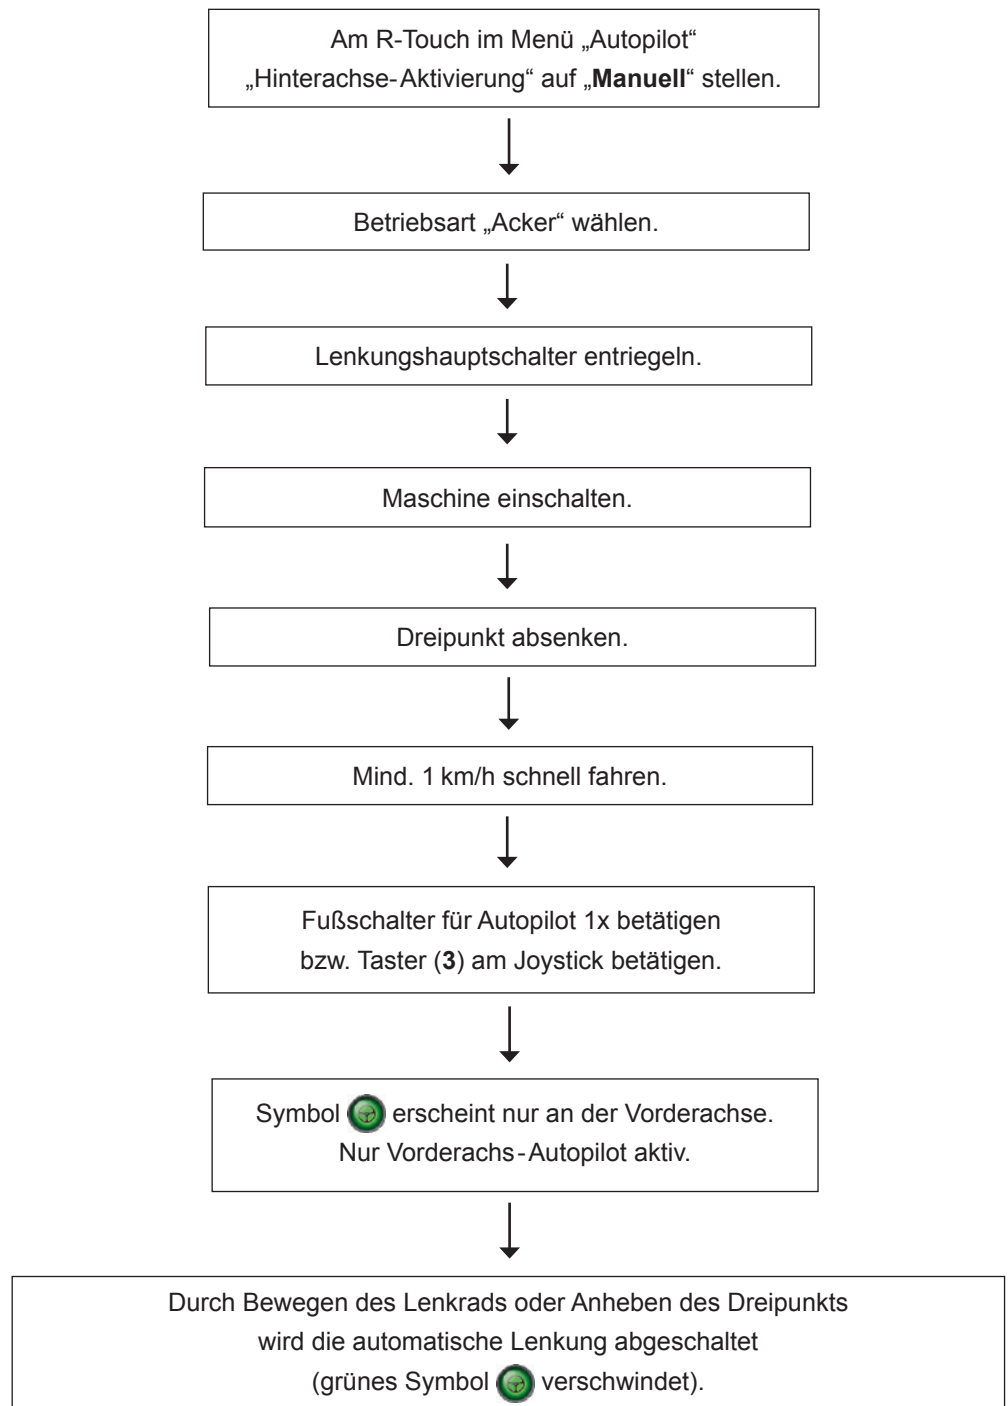 Am R-Touch im Menü „Autopilot“
„Hinterachse-Aktivierung“ auf „Manuell“ stellen.
Betriebsart „Acker“ wählen.
Lenkungshauptschalter entriegeln.
Maschine einschalten.
Dreipunkt absenken.
Mind. 1 km/h schnell fahren.
Fußschalter für Autopilot 1x betätigen
bzw. Taster (3) am Joystick betätigen.
Symbol erscheint nur an der Vorderachse.
Nur Vorderachs-Autopilot aktiv.
Durch Bewegen des Lenkrads oder Anheben des Dreipunkts
wird die automatische Lenkung abgeschaltet
(grünes Symbol verschwindet).